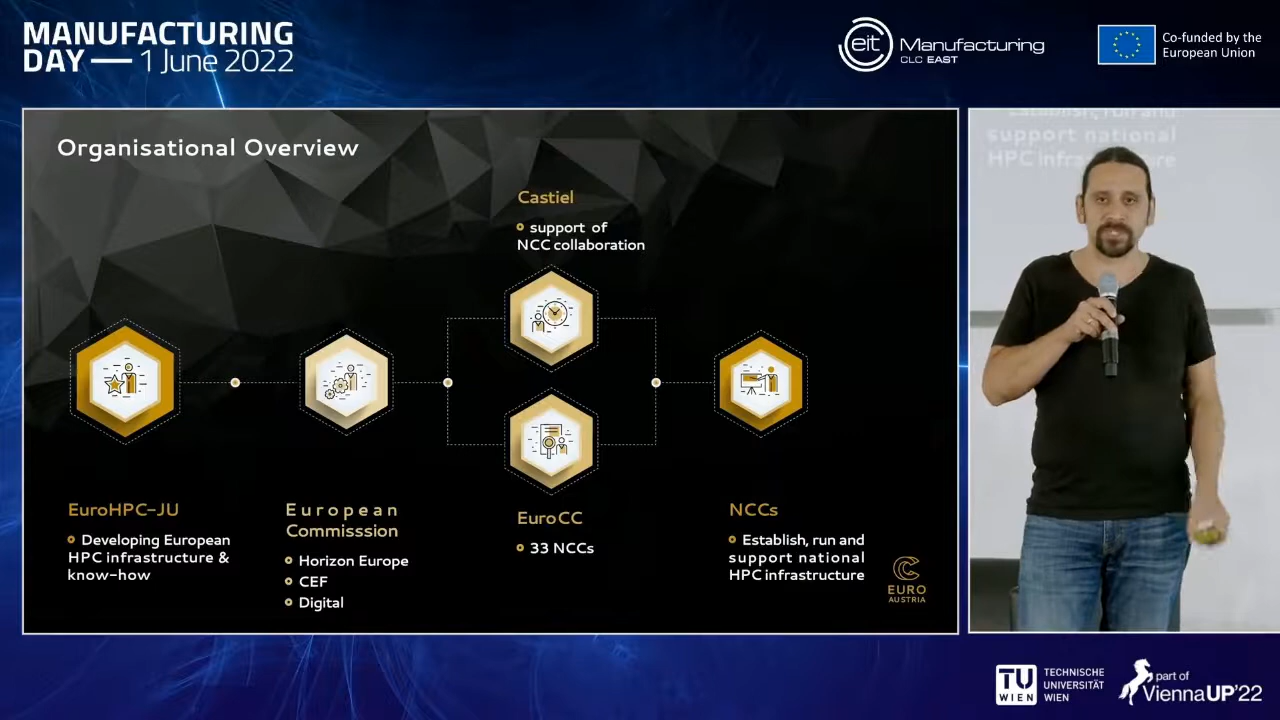 MANUFACTURING
DAY — 1 June 2022
eit Manufacturing
CLC EAST
Co-funded by the
European Union
Organisational Overview
Castiel
support of
NCC collaboration
EuroHPC-JU
Developing European
HPC infrastructure &
know-how
European
Commisssion
Horizon Europe
CEF
Digital
EuroCC
33 NCCs
NCCs
Establish, run and
support national
HPC infrastructure
EURO
AUSTRIA
Establish, run and
support national
HPC infrastructure
TU
WIEN
TECHNISCHE
UNIVERSITÄT
WIEN
part of
ViennaUP'22